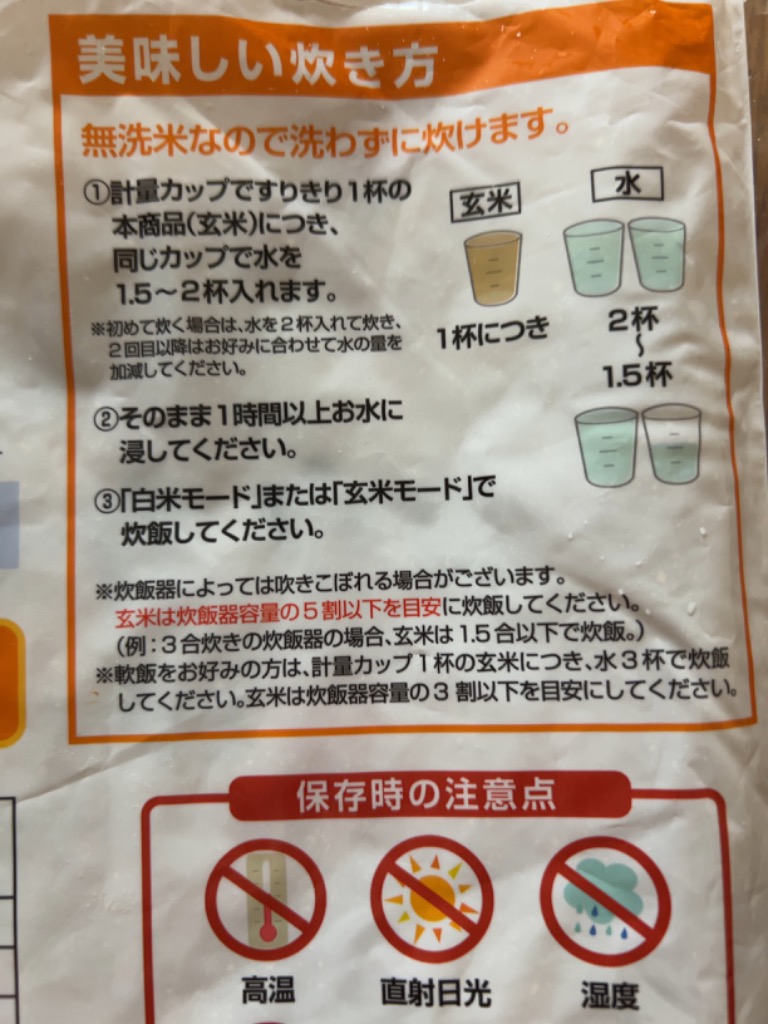 美味しい炊き方
無洗米なので洗わずに炊けます。
①計量カップですりきり1杯の
本商品(玄米)につき、
同じカップで水を
1.5〜2杯入れます。
※初めて炊く場合は、水を2杯入れて炊き、
2回目以降はお好みに合わせて水の量を
加減してください。
玄米
水
1杯につき
2杯
〜
1.5杯
②そのまま1時間以上お水に
浸してください。
③「白米モード」または「玄米モード」で
炊飯してください。
※炊飯器によっては吹きこぼれる場合がございます。
玄米は炊飯器容量の5割以下を目安に炊飯してください。
(例:3合炊きの炊飯器の場合、玄米は1.5合以下で炊飯。)
※軟飯をお好みの方は、計量カップ1杯の玄米につき、水3杯で炊飯
してください。玄米は炊飯器容量の3割以下を目安にしてください。
保存時の注意点
高温
直射日光
湿度